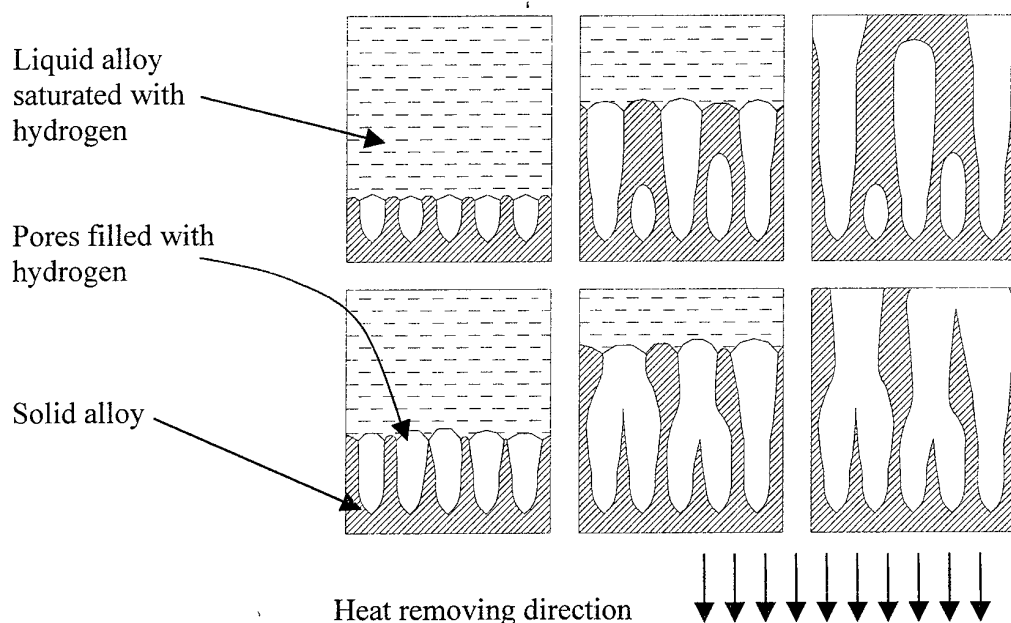 Liquid alloy
saturated with
hydrogen
Pores filled with
hydrogen
Solid alloy
Heat removing direction